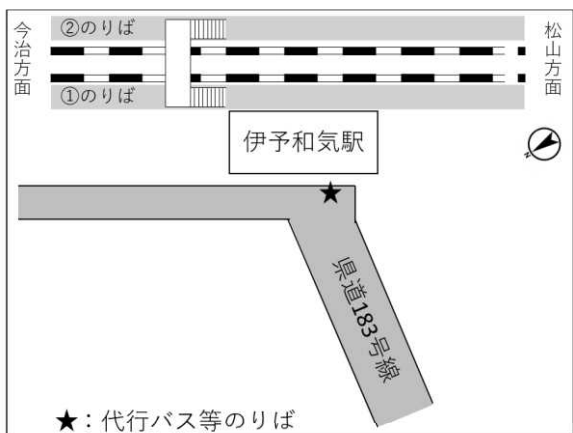 今治方面
②のりば
松山方面
①のりば
伊予和気駅
N
県道183号線
★：代行バス等のりば